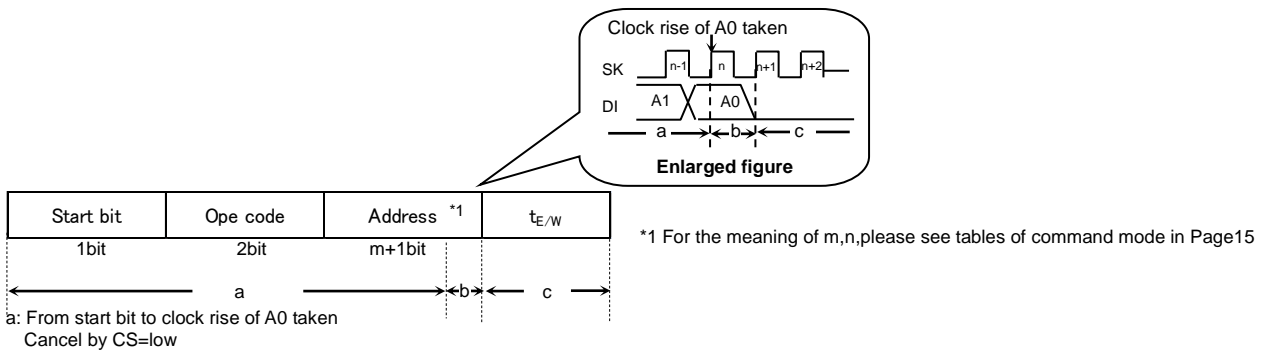 Clock rise of A0 taken
SK n-1 n n+1 n+2
DI A1 A0
a b c
Enlarged figure
Start bit Ope code Address *1 tE/W
1bit 2bit m+1bit
*1 For the meaning of m,n,please see tables of command mode in Page15
a b c
a: From start bit to clock rise of A0 taken
Cancel by CS=low